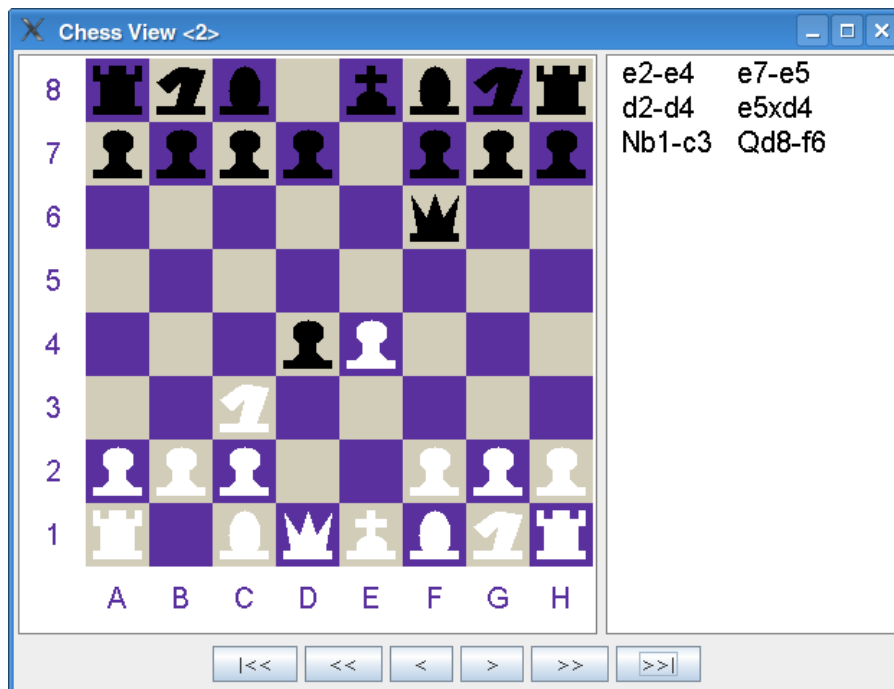 Chess View <2>
8
7
6
5
4
3
2
1
A B C D E F G H
e2-e4 e7-e5
d2-d4 e5xd4
Nb1-c3 Qd8-f6
|<< << < > >> >>|